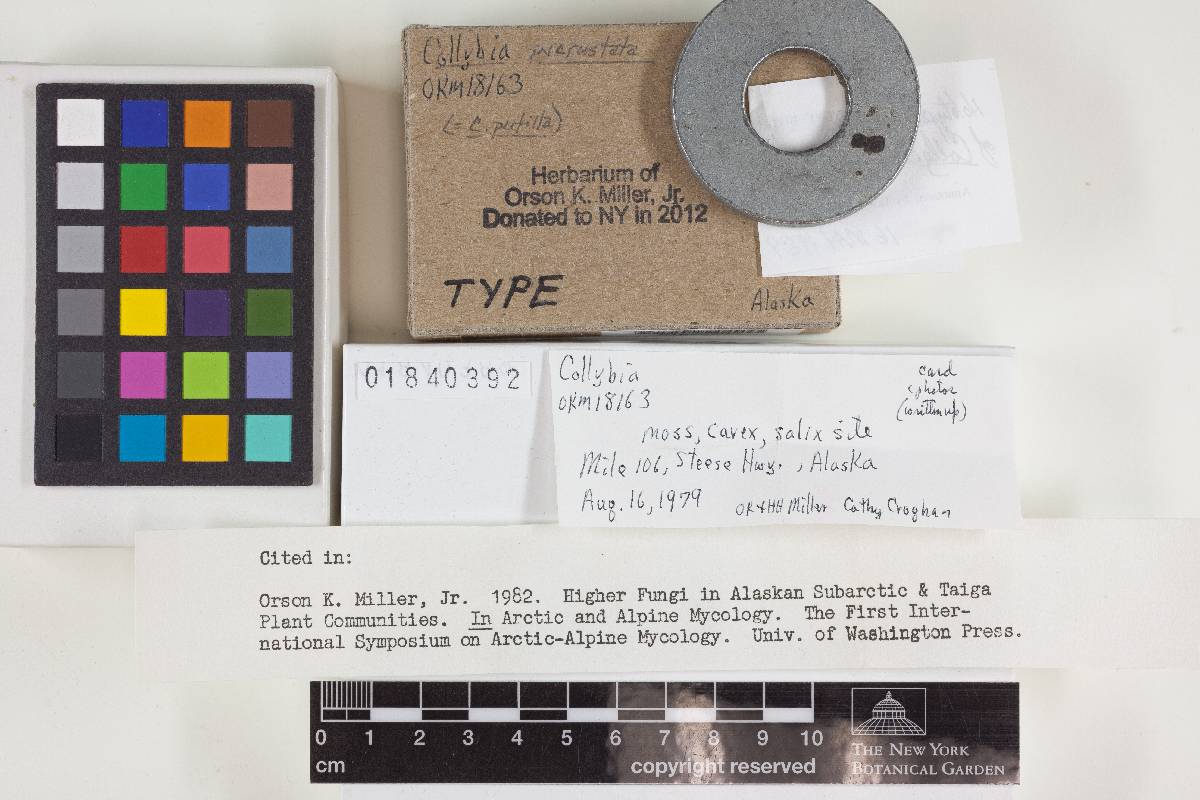 Collybia incrustata
ORM18163
(= C. putilla)
Herbarium of
Orson K. Miller, Jr.
Donated to NY in 2012
TYPE
Alaska
01840392
Collybia
ORM18163
card
photos
(written up)
moss, Carex, salix site
Mile 106, Steese Hwy., Alaska
Aug. 16, 1979
OK & HH Miller Cathy Croghan
Cited in:
Orson K. Miller, Jr. 1982. Higher Fungi in Alaskan Subarctic & Taiga
Plant Communities. In Arctic and Alpine Mycology. The First Inter-
national Symposium on Arctic-Alpine Mycology. Univ. of Washington Press.
0 1 2 3 4 5 6 7 8 9 10
cm
copyright reserved
THE NEW YORK
BOTANICAL GARDEN